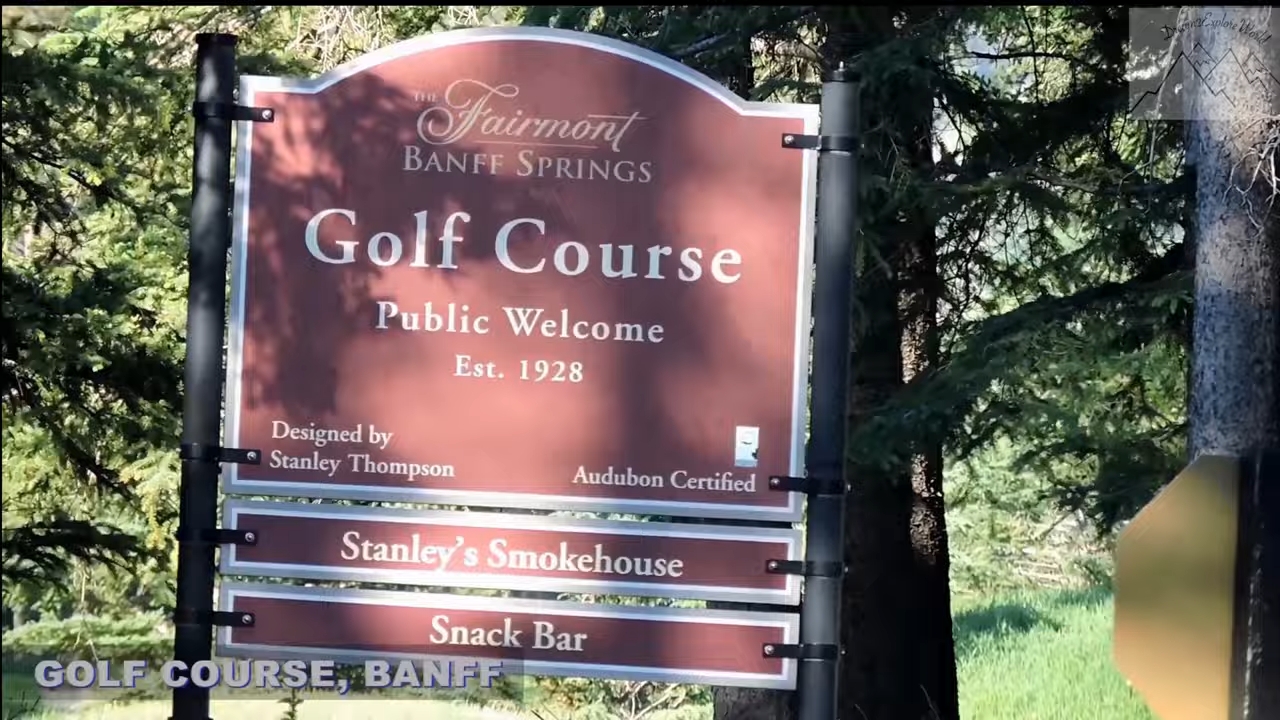 THE
Fairmont
BANFF SPRINGS
Golf Course
Public Welcome
Est. 1928
Designed by
Stanley Thompson
Audubon Certified
Stanley's Smokehouse
Snack Bar
GOLF COURSE, BANFF